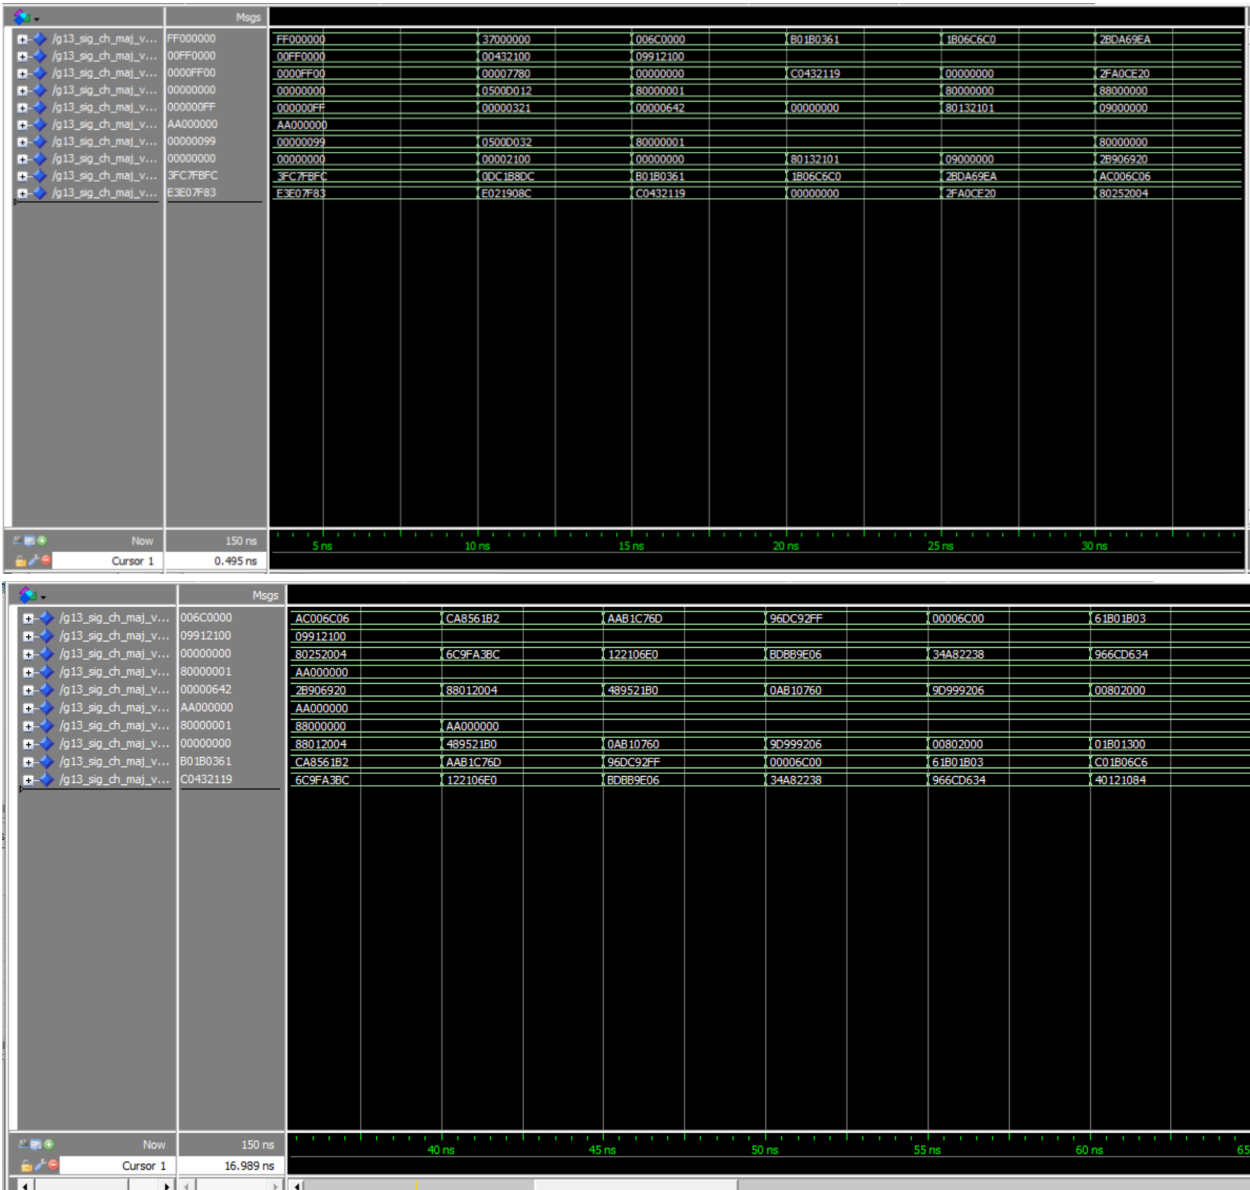 Msgs
/g13_sig_ch_maj_v... FF000000 FF000000 37000000 006C0000 B01B0361 1B06C6C0 2BDA69EA
/g13_sig_ch_maj_v... 00FF0000 00FF0000 00432100 09912100
/g13_sig_ch_maj_v... 0000FF00 0000FF00 00007780 00000000 C0432119 00000000 2FA0CE20
/g13_sig_ch_maj_v... 00000000 00000000 0500D012 80000001 80000000 88000000
/g13_sig_ch_maj_v... 000000FF 000000FF 00000321 00000642 00000000 80132101 09000000
/g13_sig_ch_maj_v... AA000000 AA000000
/g13_sig_ch_maj_v... 00000099 00000000 0500D032 80000001 80000000
/g13_sig_ch_maj_v... 00000000 00000000 00002100 00000000 80132101 09000000 2B906920
/g13_sig_ch_maj_v... 3FC7FBFC 3FC7FBFC 0DC1B8DC B01B0361 1B06C6C0 2BDA69EA AC006C06
/g13_sig_ch_maj_v... E3E07F83 E3E07F83 E021908C C0432119 00000000 2FA0CE20 80252004
Now 150 ns 5 ns 10 ns 15 ns 20 ns 25 ns 30 ns
Cursor 1 0.495 ns
Msgs
/g13_sig_ch_maj_v... 006C0000 AC006C06 CA8561B2 AAB1C76D 96DC92FF 00006C00 61B01B03
/g13_sig_ch_maj_v... 09912100 09912100
/g13_sig_ch_maj_v... 00000000 80252004 6C9FA3BC 122106E0 BDBB9E06 34A82238 966CD634
/g13_sig_ch_maj_v... 80000001 AA000000
/g13_sig_ch_maj_v... 00000642 2B906920 88012004 489521B0 0AB10760 9D999206 00802000
/g13_sig_ch_maj_v... AA000000 AA000000
/g13_sig_ch_maj_v... 80000001 88000000 AA000000
/g13_sig_ch_maj_v... 00000000 88012004 489521B0 0AB10760 9D999206 00802000 01B01300
/g13_sig_ch_maj_v... B01B0361 CA8561B2 AAB1C76D 96DC92FF 00006C00 61B01B03 C01B06C6
/g13_sig_ch_maj_v... C0432119 6C9FA3BC 122106E0 BDBB9E06 34A82238 966CD634 40121084
Now 150 ns 40 ns 45 ns 50 ns 55 ns 60 ns 65
Cursor 1 16.989 ns